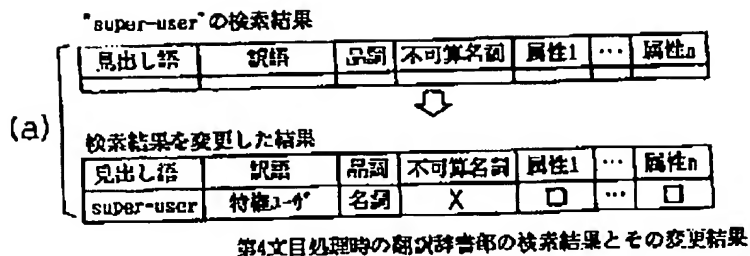 "super-user"の検索結果
見出し語 訳語 品詞 不可算名詞 属性1 … 属性n
(a)
検索結果を変更した結果
見出し語 訳語 品詞 不可算名詞 属性1 … 属性n
super-user 特権ユーザ 名詞 X □ … □
第4文目処理時の翻訳辞書部の検索結果とその変更結果